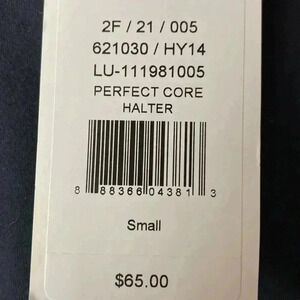 2F / 21 / 005
621030 / HY14
LU-111981005
PERFECT CORE
HALTER
8 88366 04381 3
Small
$65.00